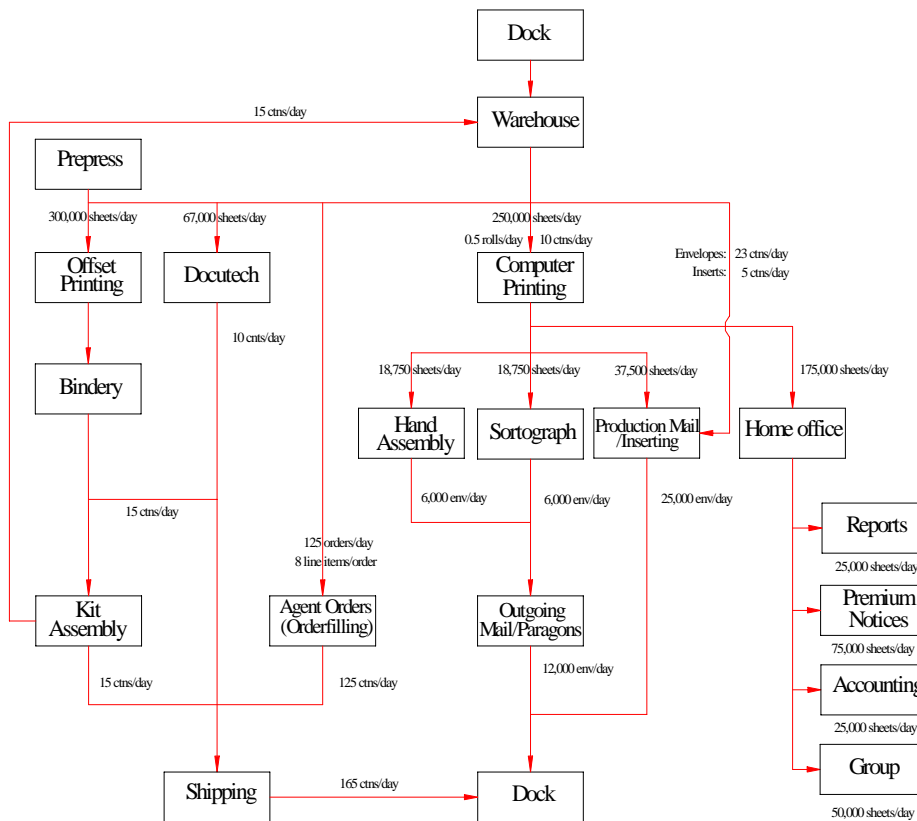 Dock
15 ctns/day
Warehouse
Prepress
300,000 sheets/day
67,000 sheets/day
250,000 sheets/day
0.5 rolls/day
10 ctns/day
Envelopes: 23 ctns/day
Inserts: 5 ctns/day
Offset
Printing
Docutech
Computer
Printing
10 cnts/day
18,750 sheets/day
18,750 sheets/day
37,500 sheets/day
175,000 sheets/day
Bindery
Hand
Assembly
Sortograph
Production Mail
/Inserting
Home office
6,000 env/day
6,000 env/day
25,000 env/day
15 ctns/day
Reports
25,000 sheets/day
125 orders/day
8 line items/order
Kit
Assembly
Agent Orders
(Orderfilling)
Outgoing
Mail/Paragons
Premium
Notices
75,000 sheets/day
15 ctns/day
125 ctns/day
12,000 env/day
Accounting
25,000 sheets/day
Shipping
165 ctns/day
Dock
Group
50,000 sheets/day